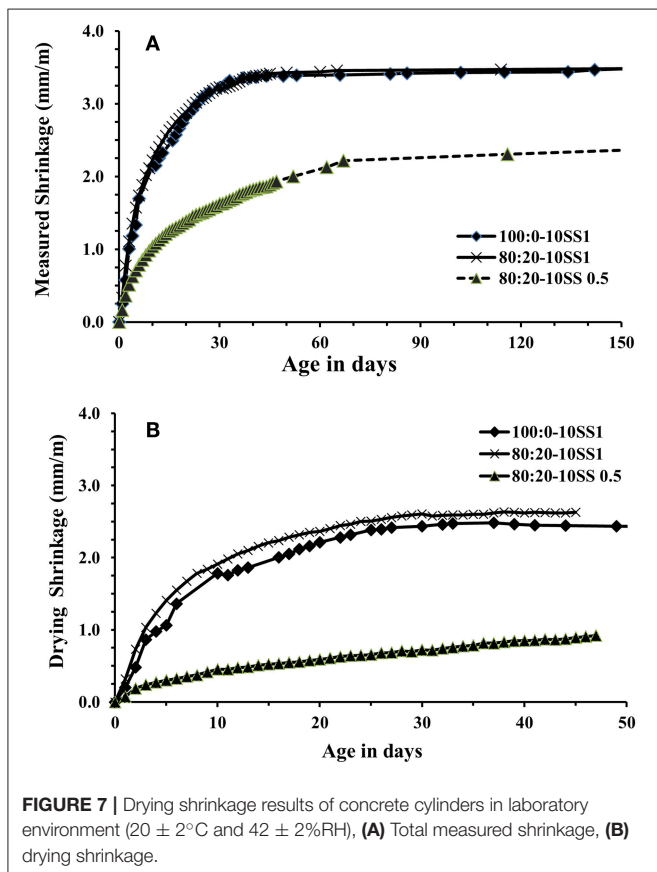 A
Measured Shrinkage (mm/m)
4.0
3.0
2.0
1.0
0.0
100:0-10SS1
80:20-10SS1
80:20-10SS 0.5
0 30 60 90 120 150
Age in days
B
Drying Shrinkage (mm/m)
4.0
3.0
2.0
1.0
0.0
100:0-10SS1
80:20-10SS1
80:20-10SS 0.5
0 10 20 30 40 50
Age in days
FIGURE 7 | Drying shrinkage results of concrete cylinders in laboratory
environment (20 ± 2°C and 42 ± 2%RH), (A) Total measured shrinkage, (B)
drying shrinkage.